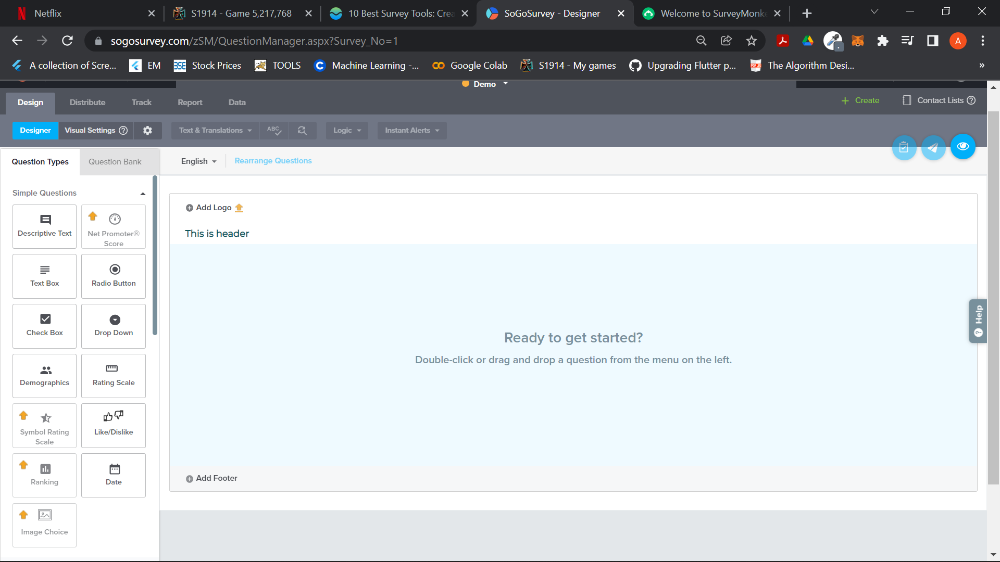 Netflix
S1914 - Game 5,217,768
10 Best Survey Tools: Crea
SoGoSurvey - Designer
Welcome to SurveyMonke
sogosurvey.com/zSM/QuestionManager.aspx?Survey_No=1
A
A collection of Scre...
EM
BSE
Stock Prices
TOOLS
Machine Learning -...
Google Colab
S1914 - My games
Upgrading Flutter p...
The Algorithm Desi...
»
Demo
Design
Distribute
Track
Report
Data
+ Create
Contact Lists ?
Designer
Visual Settings ?
Text & Translations
ABC
Logic
Instant Alerts
Question Types
Question Bank
English
Rearrange Questions
Simple Questions
Add Logo
This is header
Descriptive Text
Net Promoter®
Score
Text Box
Radio Button
Check Box
Drop Down
Demographics
Rating Scale
Symbol Rating
Scale
Like/Dislike
Ranking
Date
Image Choice
Ready to get started?
Double-click or drag and drop a question from the menu on the left.
? Help
Add Footer